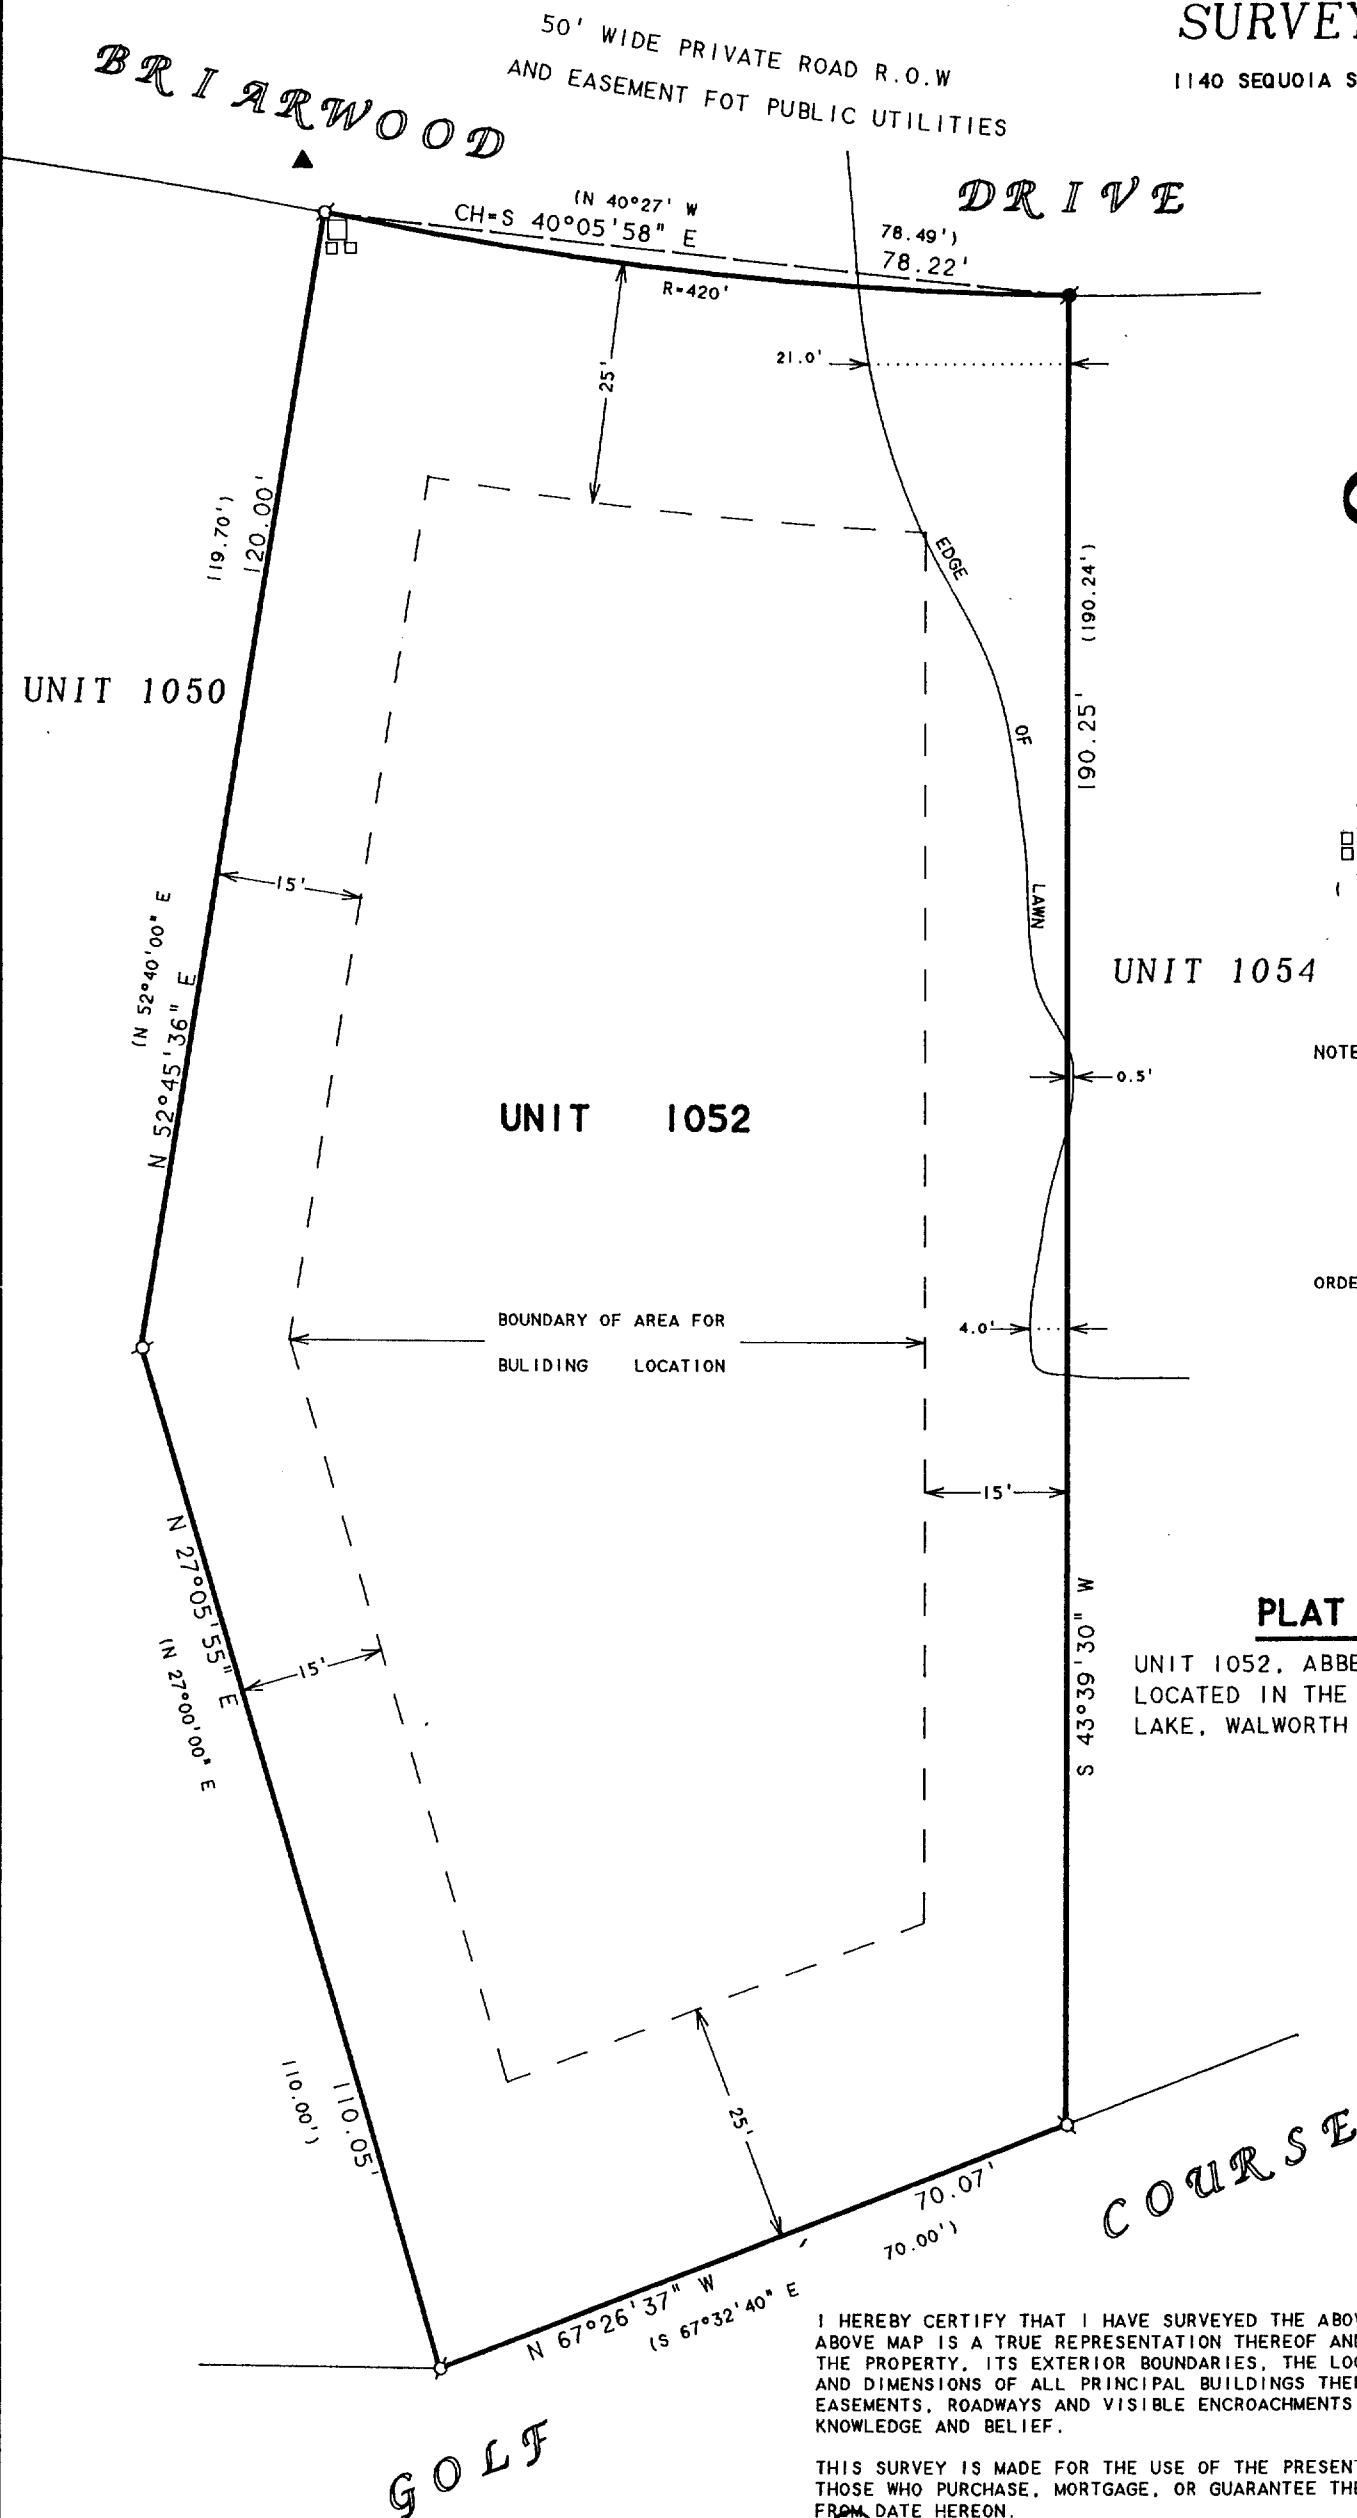 SURVEY
1140 SEQUOIA S
50' WIDE PRIVATE ROAD R.O.W
AND EASEMENT FOT PUBLIC UTILITIES
BRIARWOOD
DRIVE
(N 40°27' W
78.49')
CH=S 40°05'58" E
78.22'
R=420'
21.0'
25'
119.70')
120.00'
EDGE
OF
LAWN
(190.24')
190.25'
UNIT 1050
15'
(N 52°40'00" E
N 52°45'36" E
UNIT 1054
NOTE
0.5'
UNIT 1052
ORDE
BOUNDARY OF AREA FOR
BULIDING LOCATION
4.0'
15'
N 27°05'55" E
(N 27°00'00" E
15'
S 43°39'30" W
PLAT
UNIT 1052, ABBE
LOCATED IN THE
LAKE, WALWORTH
110.00')
110.05'
25'
70.07'
70.00')
N 67°26'37" W
(S 67°32'40" E
GOLF
COURSE
I HEREBY CERTIFY THAT I HAVE SURVEYED THE ABOV
ABOVE MAP IS A TRUE REPRESENTATION THEREOF AND
THE PROPERTY, ITS EXTERIOR BOUNDARIES, THE LOC
AND DIMENSIONS OF ALL PRINCIPAL BUILDINGS THER
EASEMENTS, ROADWAYS AND VISIBLE ENCROACHMENTS
KNOWLEDGE AND BELIEF.
THIS SURVEY IS MADE FOR THE USE OF THE PRESENT
THOSE WHO PURCHASE, MORTGAGE, OR GUARANTEE THE
FROM DATE HEREON.